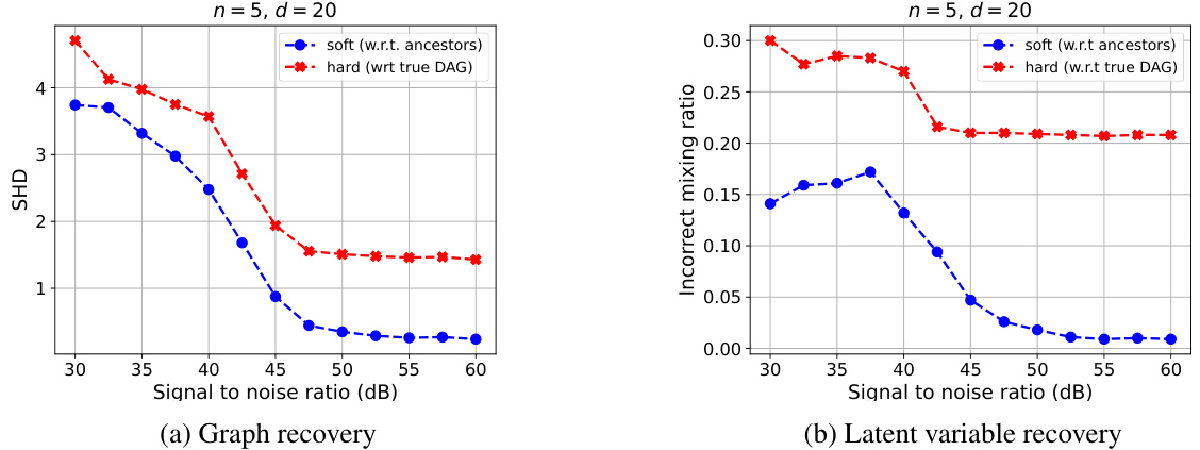 n = 5, d = 20
SHD
4
3
2
1
soft (w.r.t. ancestors)
hard (wrt true DAG)
30 35 40 45 50 55 60
Signal to noise ratio (dB)
(a) Graph recovery
n = 5, d = 20
Incorrect mixing ratio
0.30
0.25
0.20
0.15
0.10
0.05
0.00
soft (w.r.t ancestors)
hard (w.r.t true DAG)
30 35 40 45 50 55 60
Signal to noise ratio (dB)
(b) Latent variable recovery